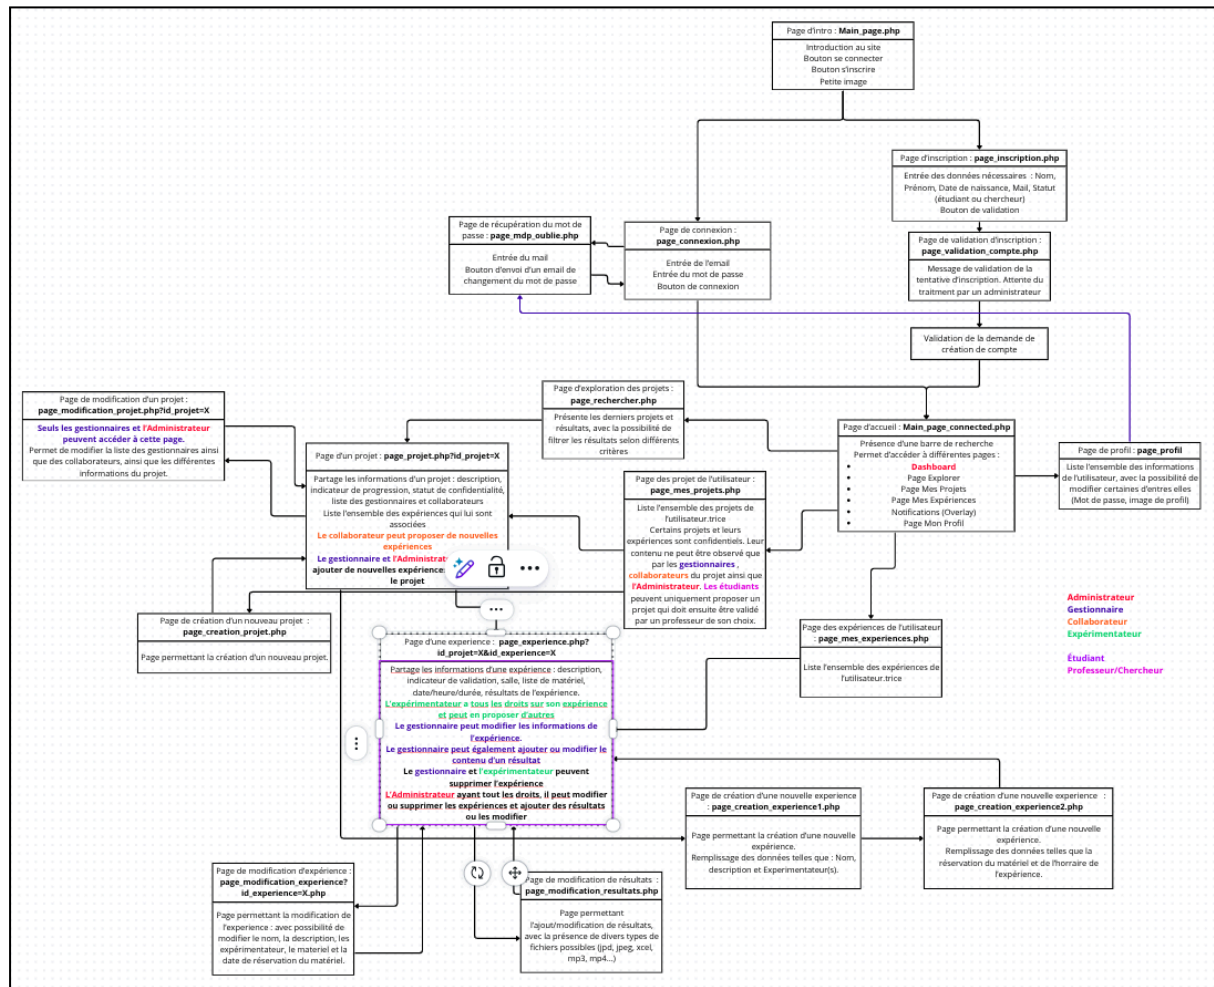 Page d'intro : Main_page.php
Introduction au site
Bouton se connecter
Bouton s'inscrire
Petite image
Page d'inscription : page_inscription.php
Entrée des données nécessaires : Nom,
Prénom, Date de naissance, Mail, Statut
(étudiant ou chercheur)
Bouton de validation
Page de récupération du mot de
passe : page_mdp_oublie.php
Entrée du mail
Bouton d'envoi d'un email de
changement du mot de passe
Page de connexion :
page_connexion.php
Entrée de l'email
Entrée du mot de passe
Bouton de connexion
Page de validation d'inscription :
page_validation_compte.php
Message de validation de la
tentative d'inscription. Attente du
traitement par un administrateur
Validation de la demande de
création de compte
Page de modification d'un projet :
page_modification_projet.php?id_projet=X
Seuls les gestionnaires et l'Administrateur
peuvent accéder à cette page.
Permet de modifier la liste des gestionnaires ainsi
que des collaborateurs, ainsi que les différentes
informations du projet.
Page d'exploration des projets :
page_rechercher.php
Présente les derniers projets et
résultats, avec la possibilité de
filtrer les résultats selon différents
critères
Page d'accueil : Main_page_connected.php
Présence d'une barre de recherche
Permet d'accéder à différentes pages :
• Dashboard
• Page Explorer
• Page Mes Projets
• Page Mes Expériences
• Notifications (Overlay)
• Page Mon Profil
Page de profil : page_profil
Liste l'ensemble des informations
de l'utilisateur, avec la possibilité de
modifier certaines d'entres elles
(Mot de passe, image de profil)
Page d'un projet : page_projet.php?id_projet=X
Partage les informations d'un projet : description,
indicateur de progression, statut de confidentialité,
liste des gestionnaires et collaborateurs
Liste l'ensemble des expériences qui lui sont
associées
Le collaborateur peut proposer de nouvelles
expériences
Le gestionnaire et l'Administrat
ajouter de nouvelles expérience
le projet
Page des projet de l'utilisateur :
page_mes_projets.php
Liste l'ensemble des projets de
l'utilisateur.trice
Certains projets et leurs
expériences sont confidentiels. Leur
contenu ne peut être observé que
par les gestionnaires ,
collaborateurs du projet ainsi que
l'Administrateur. Les étudiants
peuvent uniquement proposer un
projet qui doit ensuite être validé
par un professeur de son choix.
Page de création d'un nouveau projet :
page_creation_projet.php
Page permettant la création d'un nouveau projet.
Page des expériences de l'utilisateur
: page_mes_experiences.php
Liste l'ensemble des expériences de
l'utilisateur.trice
Administrateur
Gestionnaire
Collaborateur
Expérimentateur
Étudiant
Professeur/Chercheur
Page d'une experience : page_experience.php?
id_projet=X&id_experience=X
Partage les informations d'une expérience : description,
indicateur de validation, salle, liste de matériel,
date/heure/durée, résultats de l'expérience.
L'expérimentateur a tous les droits sur son expérience
et peut en proposer d'autres
Le gestionnaire peut modifier les informations de
l'expérience.
Le gestionnaire peut également ajouter ou modifier le
contenu d'un résultat
Le gestionnaire et l'expérimentateur peuvent
supprimer l'expérience
L'Administrateur ayant tout les droits, il peut modifier
ou supprimer les expériences et ajouter des résultats
ou les modifier
Page de création d'une nouvelle experience
: page_creation_experience1.php
Page permettant la création d'une nouvelle
expérience.
Remplissage des données telles que : Nom,
description et Experimentateur(s).
Page de création d'une nouvelle experience :
page_creation_experience2.php
Page permettant la création d'une nouvelle
expérience.
Remplissage des données telles que la
réservation du matériel et de l'horraire de
l'expérience.
Page de modification d'expérience :
page_modification_experience?
id_experience=X.php
Page permettant la modification de
l'experience : avec possibilité de
modifier le nom, la description, les
expérimentateur, le materiel et la
date de réservation du matériel.
Page de modification de résultats :
page_modification_resultats.php
Page permettant
l'ajout/modification de résultats,
avec la présence de divers types de
fichiers possibles (jpd, jpeg, xcel,
mp3, mp4...)